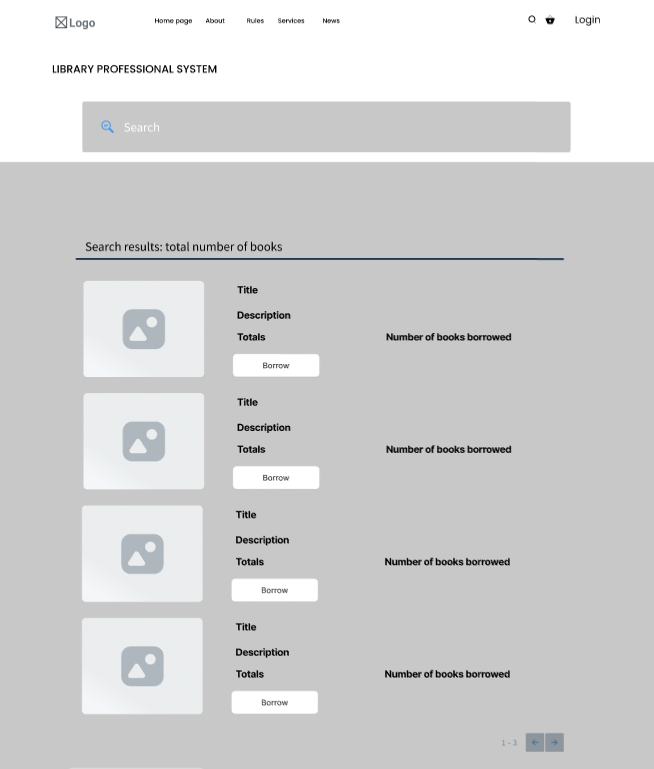 Logo Home page About Rules Services News Login
LIBRARY PROFESSIONAL SYSTEM
Search
Search results: total number of books
Title
Description
Totals Number of books borrowed
Borrow
Title
Description
Totals Number of books borrowed
Borrow
Title
Description
Totals Number of books borrowed
Borrow
Title
Description
Totals Number of books borrowed
Borrow
1 - 3